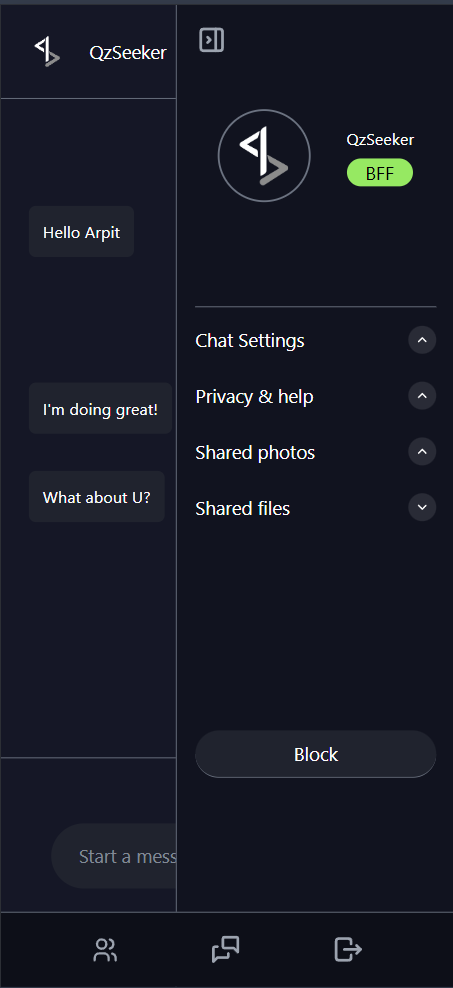 QzSeeker
Hello Arpit
I'm doing great!
What about U?
Start a mess
QzSeeker
BFF
Chat Settings
Privacy & help
Shared photos
Shared files
Block